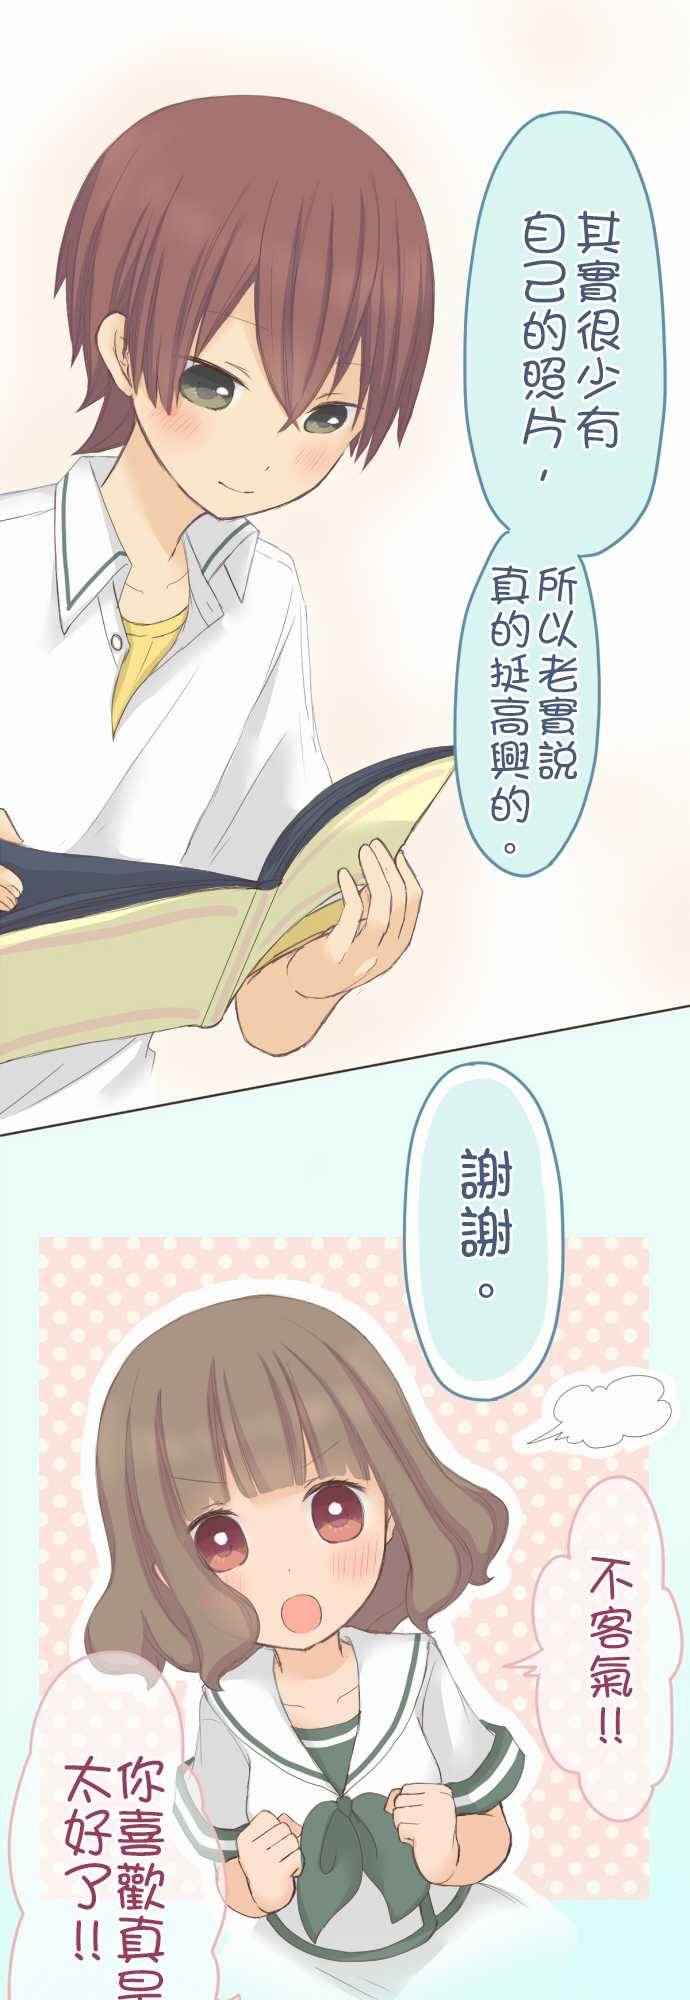 其實很少有
自己的照片，
所以老實說
真的挺高興的。
謝謝。
不客氣!!
你喜歡真是
太好了!!